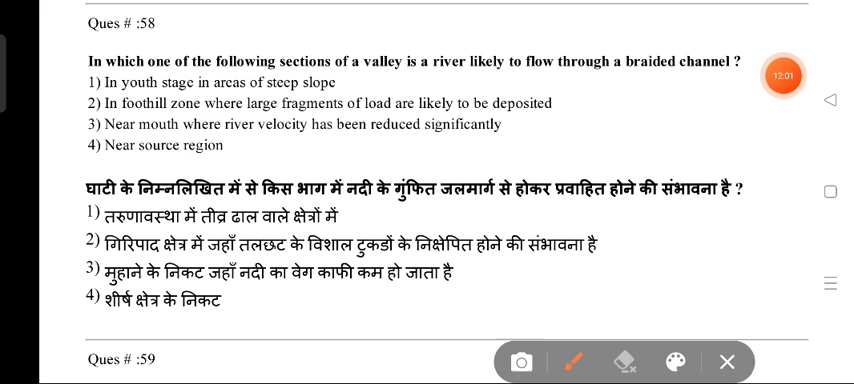 Ques # :58
In which one of the following sections of a valley is a river likely to flow through a braided channel ?
1) In youth stage in areas of steep slope
12:01
2) In foothill zone where large fragments of load are likely to be deposited
3) Near mouth where river velocity has been reduced significantly
4) Near source region
घाटी के निम्नलिखित में से किस भाग में नदी के गुंफित जलमार्ग से होकर प्रवाहित होने की संभावना है ?
1) तरुणावस्था में तीव्र ढाल वाले क्षेत्रों में
2) गिरिपाद क्षेत्र में जहाँ तलछट के विशाल टुकडों के निक्षेपित होने की संभावना है
3) मुहाने के निकट जहाँ नदी का वेग काफी कम हो जाता है
4) शीर्ष क्षेत्र के निकट
Ques # :59